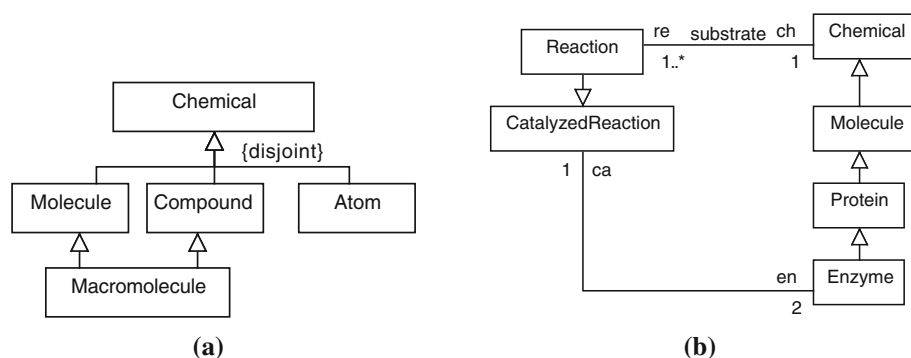 Chemical
{disjoint}
Molecule Compound Atom
Macromolecule
(a)
Reaction re substrate ch Chemical
1..* 1
CatalyzedReaction Molecule
1 ca
Protein
en Enzyme
2
(b)